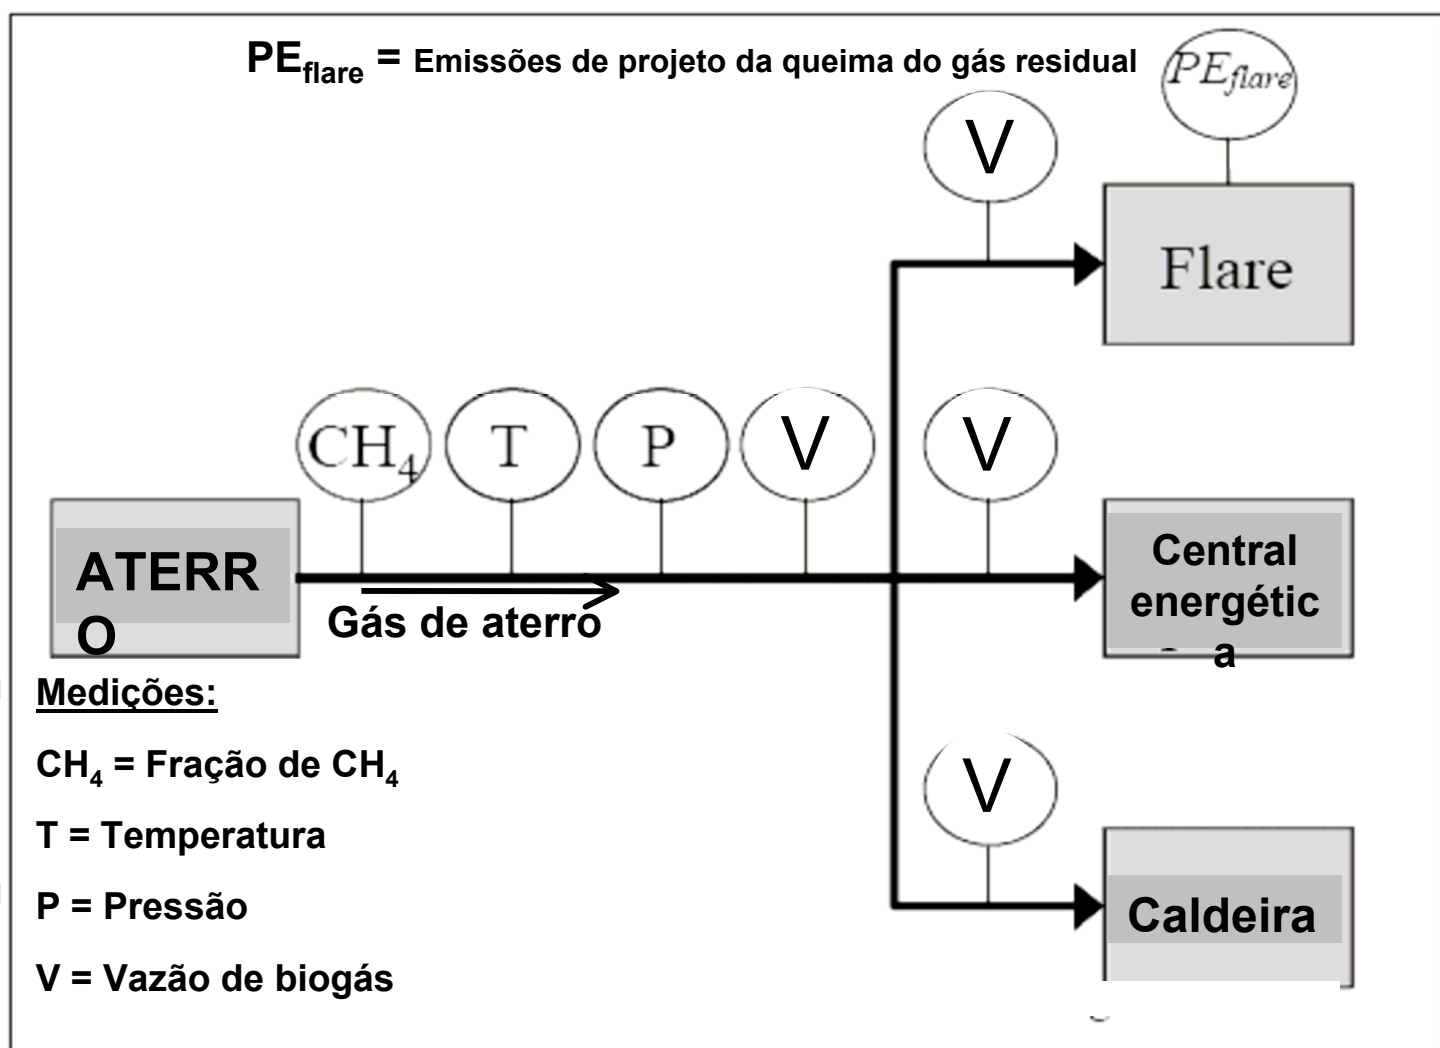 PEflare = Emissões de projeto da queima do gás residual
PEflare
V
Flare
CH4 T P V V
ATERR
O
Gás de aterro
Central
energétic
a
Medições:
CH4 = Fração de CH4
T = Temperatura
P = Pressão
V = Vazão de biogás
V
Caldeira